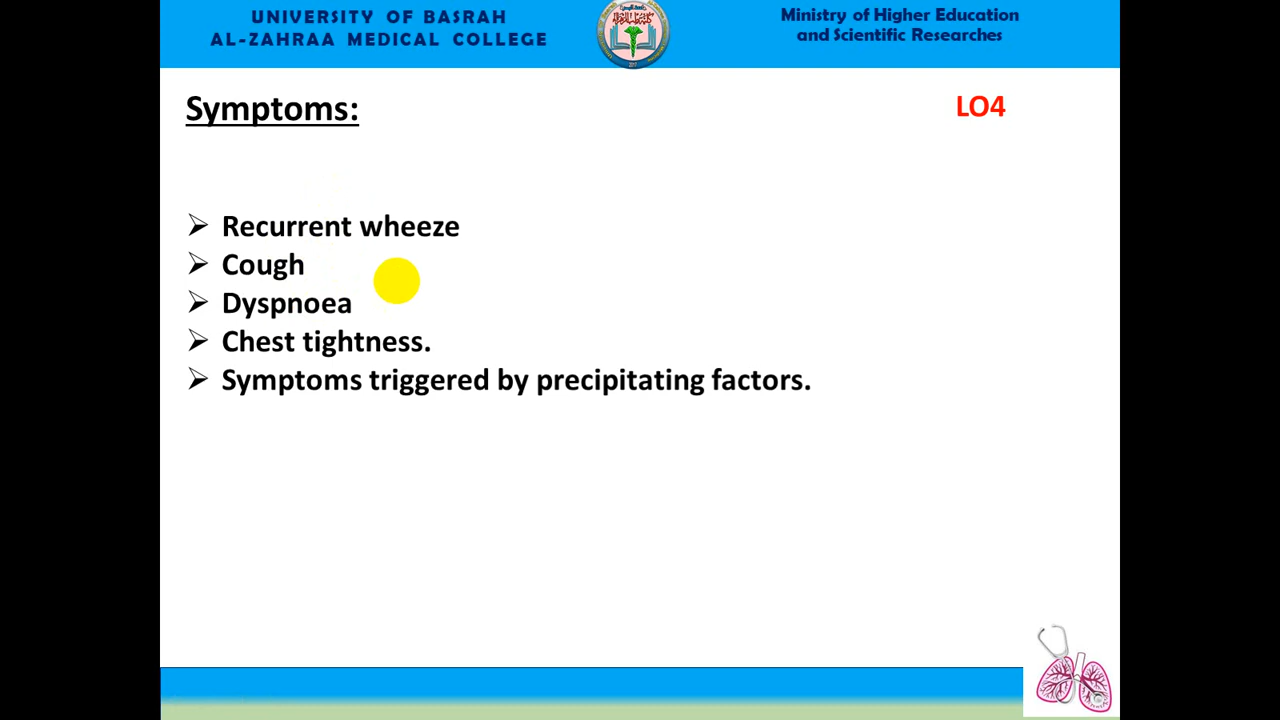 UNIVERSITY OF BASRAH
AL-ZAHRAA MEDICAL COLLEGE
Ministry of Higher Education
and Scientific Researches
Symptoms:
LO4
➢ Recurrent wheeze
➢ Cough
➢ Dyspnoea
➢ Chest tightness.
➢ Symptoms triggered by precipitating factors.